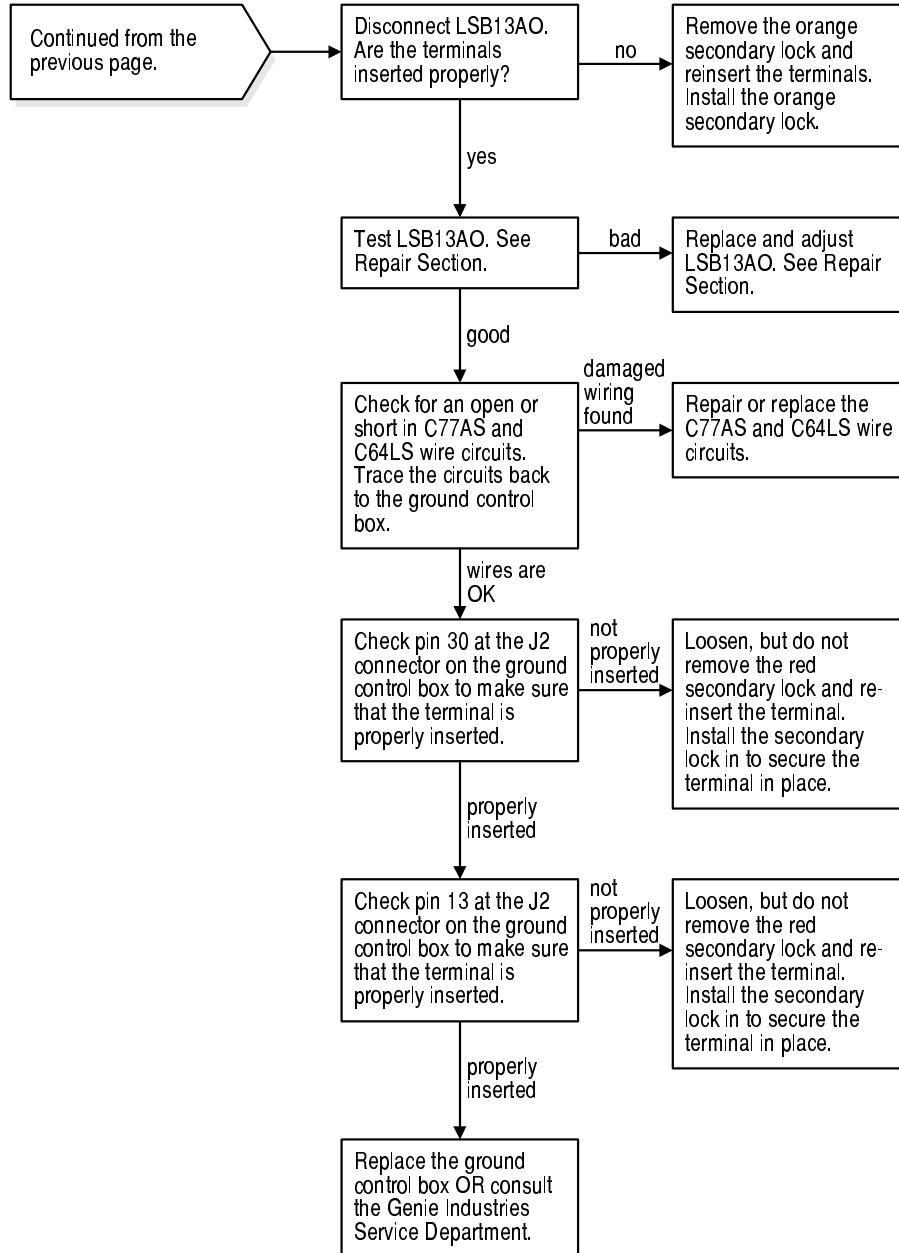 Continued from the
previous page.
Disconnect LSB13AO.
Are the terminals
inserted properly?
no
Remove the orange
secondary lock and
reinsert the terminals.
Install the orange
secondary lock.
yes
Test LSB13AO. See
Repair Section.
bad
Replace and adjust
LSB13AO. See Repair
Section.
good
Check for an open or
short in C77AS and
C64LS wire circuits.
Trace the circuits back
to the ground control
box.
damaged
wiring
found
Repair or replace the
C77AS and C64LS wire
circuits.
wires are
OK
Check pin 30 at the J2
connector on the ground
control box to make sure
that the terminal is
properly inserted.
not
properly
inserted
Loosen, but do not
remove the red
secondary lock and re-
insert the terminal.
Install the secondary
lock in to secure the
terminal in place.
properly
inserted
Check pin 13 at the J2
connector on the ground
control box to make sure
that the terminal is
properly inserted.
not
properly
inserted
Loosen, but do not
remove the red
secondary lock and re-
insert the terminal.
Install the secondary
lock in to secure the
terminal in place.
properly
inserted
Replace the ground
control box OR consult
the Genie Industries
Service Department.